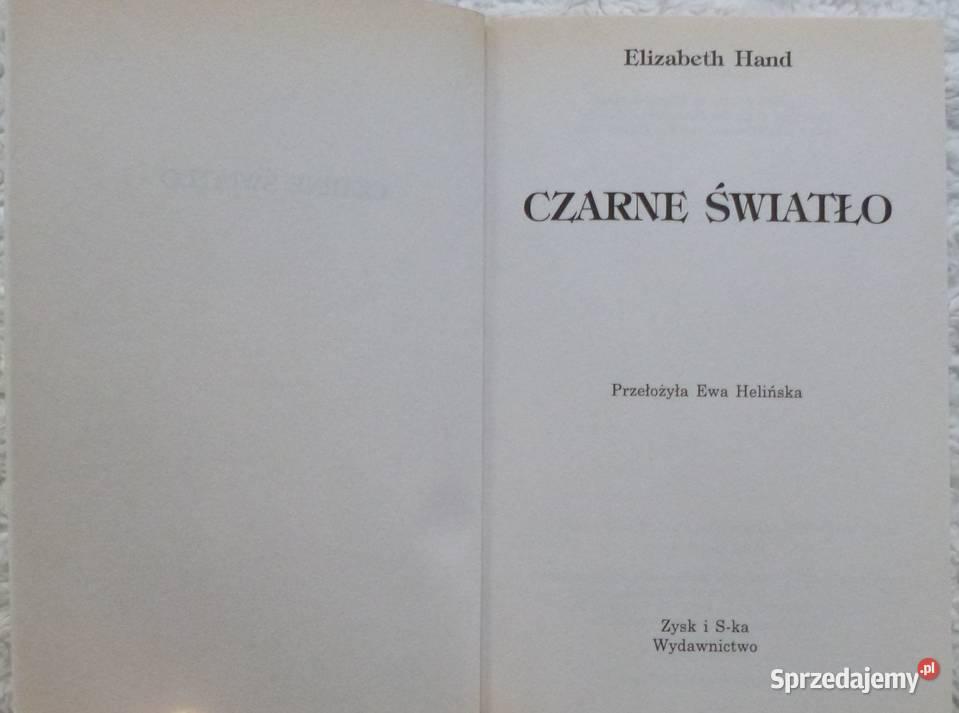 Elizabeth Hand
CZARNE ŚWIATŁO
Przełożyła Ewa Helińska
Zysk i S-ka
Wydawnictwo
Sprzedajemy.pl